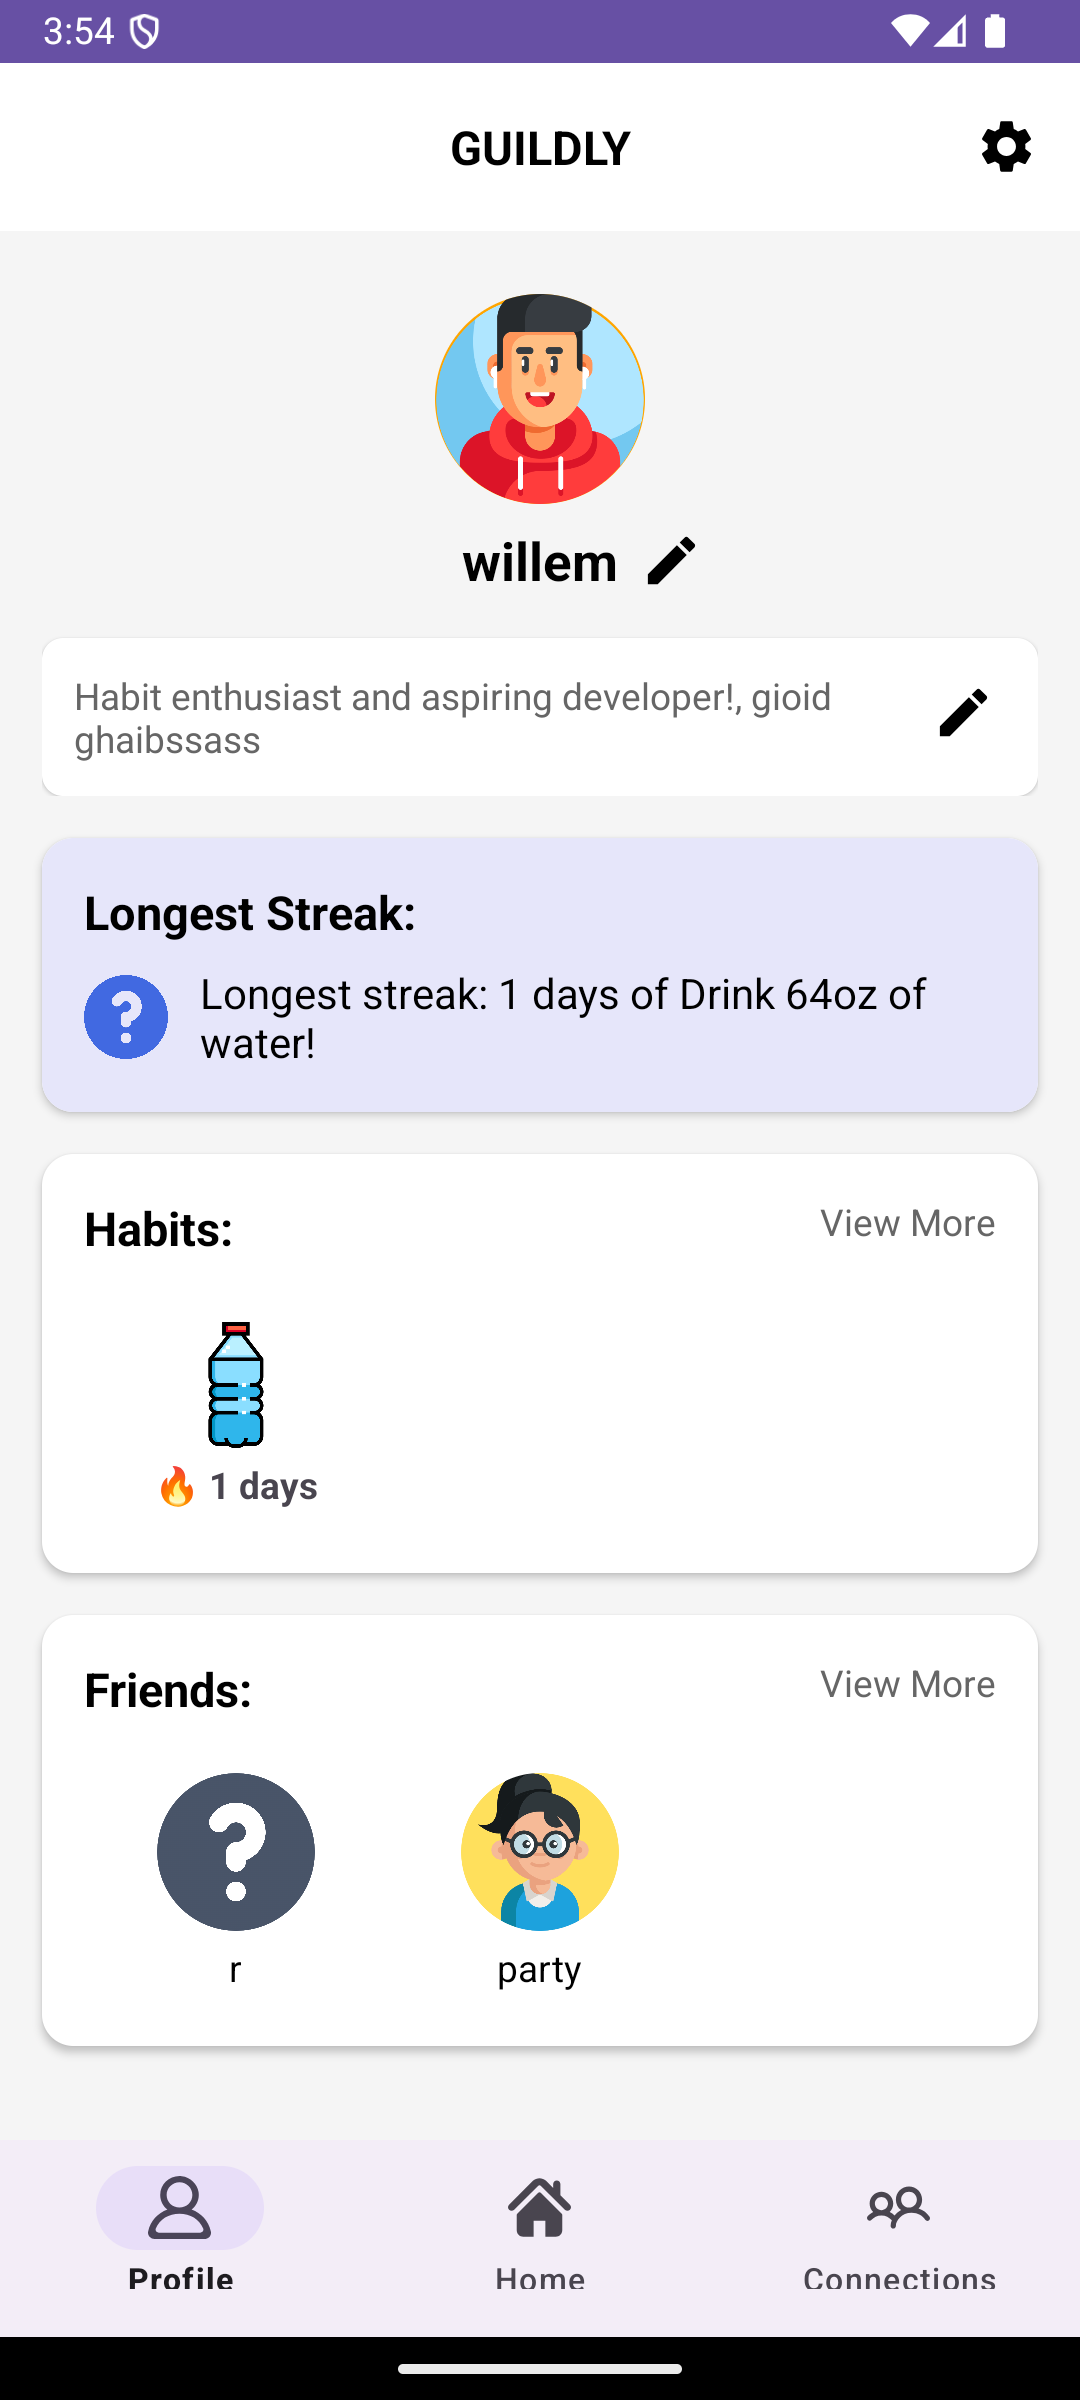 3:54
GUILDLY
willem
Habit enthusiast and aspiring developer!, gioid
ghaibssass
Longest Streak:
Longest streak: 1 days of Drink 64oz of
water!
Habits:
View More
🔥 1 days
Friends:
View More
r
party
Profile
Home
Connections